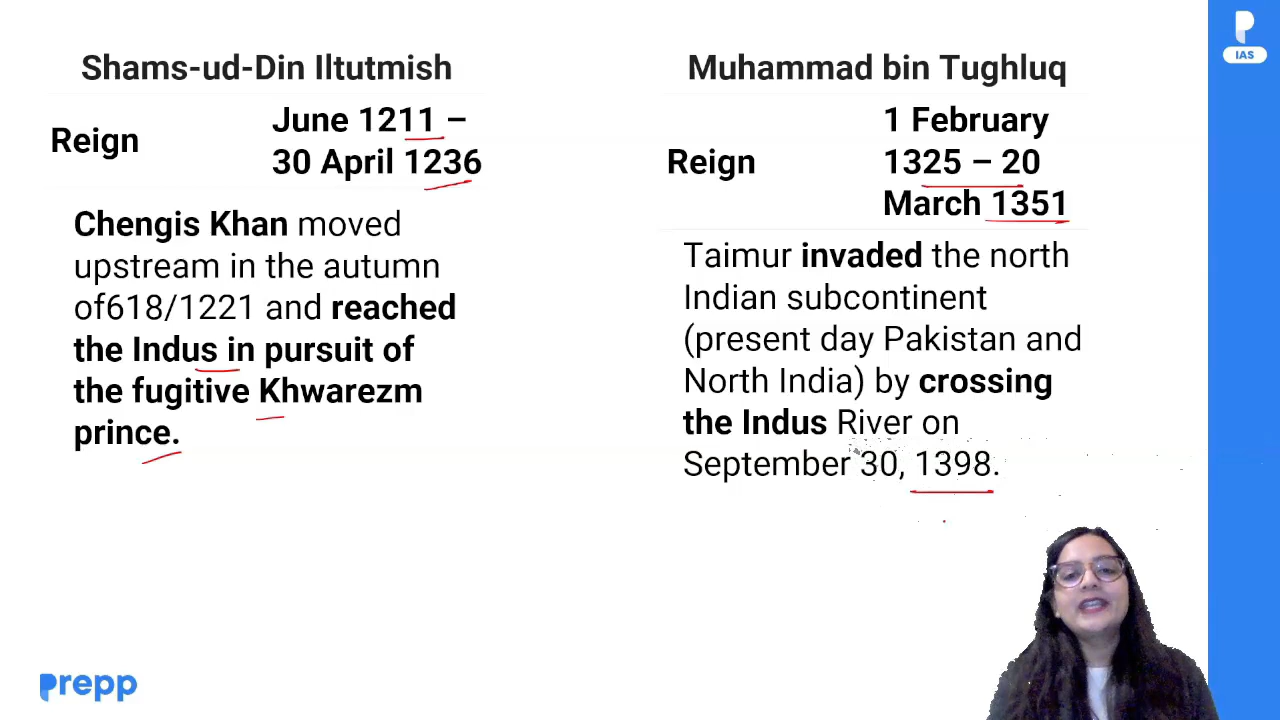 Shams-ud-Din Iltutmish
Reign
June 1211 –
30 April 1236
Chengis Khan moved
upstream in the autumn
of618/1221 and reached
the Indus in pursuit of
the fugitive Khwarezm
prince.
Muhammad bin Tughluq
Reign
1 February
1325 – 20
March 1351
Taimur invaded the north
Indian subcontinent
(present day Pakistan and
North India) by crossing
the Indus River on
September 30, 1398.
IAS
prepp